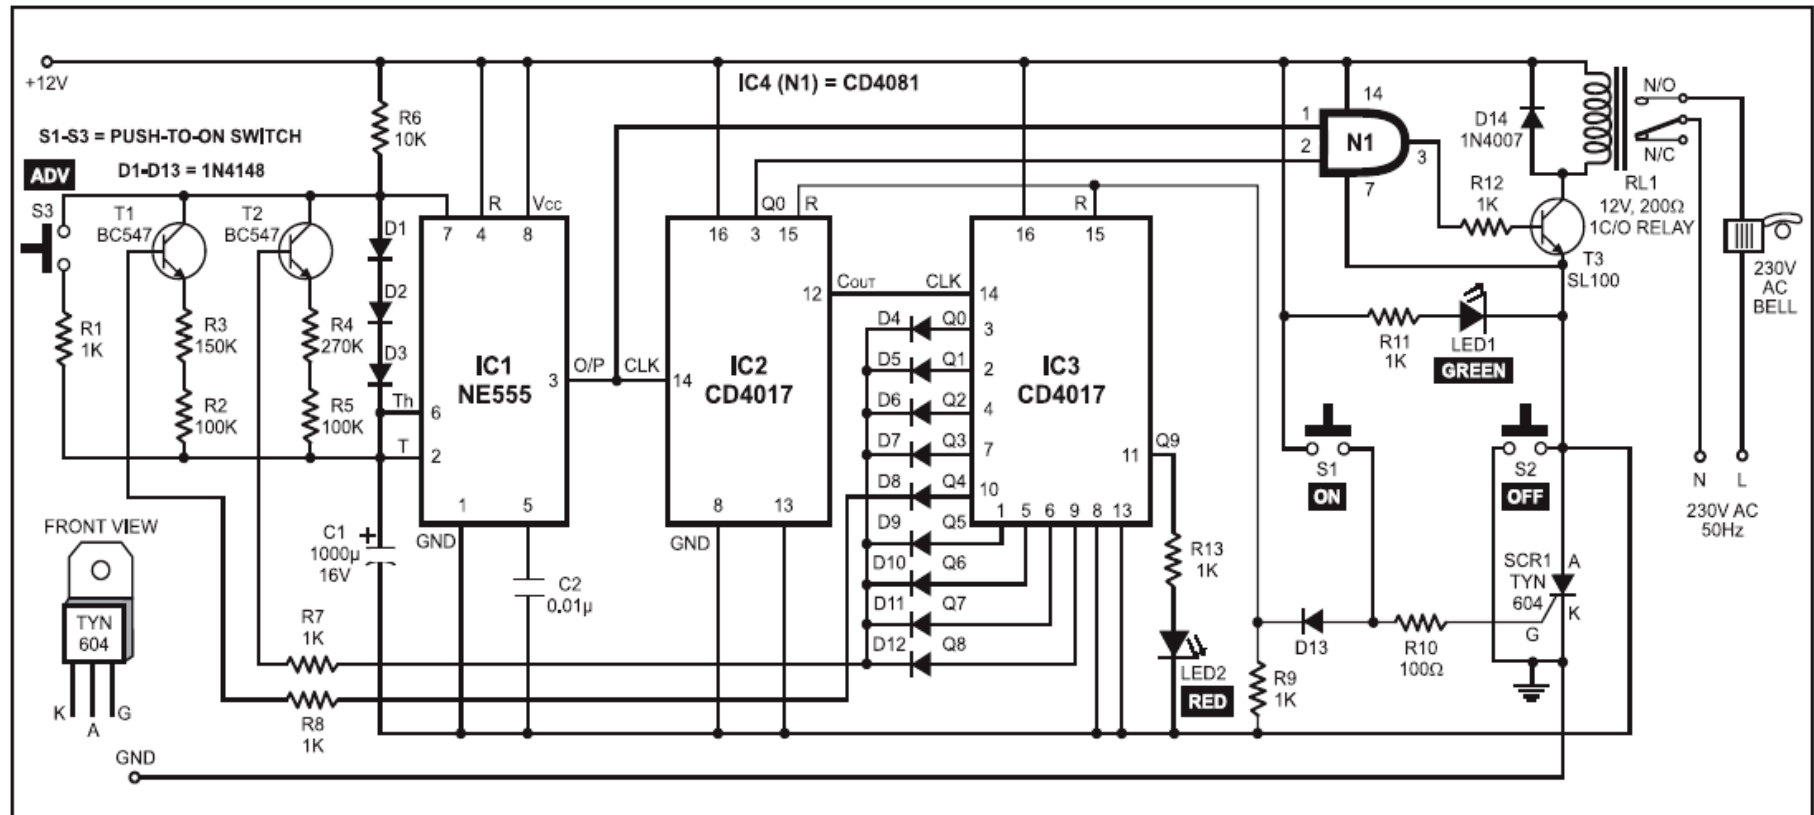 +12V
IC4 (N1) = CD4081
S1-S3 = PUSH-TO-ON SWITCH
D1-D13 = 1N4148
ADV
S3
R1
1K
T1
BC547
R3
150K
R2
100K
T2
BC547
R4
270K
R5
100K
R6
10K
D1
D2
D3
Th
T
7
4
R
8
Vcc
6
2
3
1
5
IC1
NE555
O/P
CLK
GND
C1
+
1000µ
16V
C2
0.01µ
R7
1K
R8
1K
16
Q0
3
R
15
14
IC2
CD4017
12
COUT
8
13
GND
CLK
14
16
R
15
IC3
CD4017
D4
Q0
3
D5
Q1
2
D6
Q2
4
D7
Q3
7
D8
Q4
10
D9
Q5
D10
Q6
D11
Q7
D12
Q8
1
5
6
9
8
13
11
Q9
R13
1K
LED2
RED
1
2
14
N1
3
7
R12
1K
D14
1N4007
T3
SL100
RL1
12V, 200Ω
1C/O RELAY
N/O
N/C
230V
AC
BELL
N
L
230V AC
50Hz
R11
1K
LED1
GREEN
S1
ON
S2
OFF
SCR1
TYN
604
A
K
G
D13
R10
100Ω
R9
1K
FRONT VIEW
TYN
604
K
A
G
GND